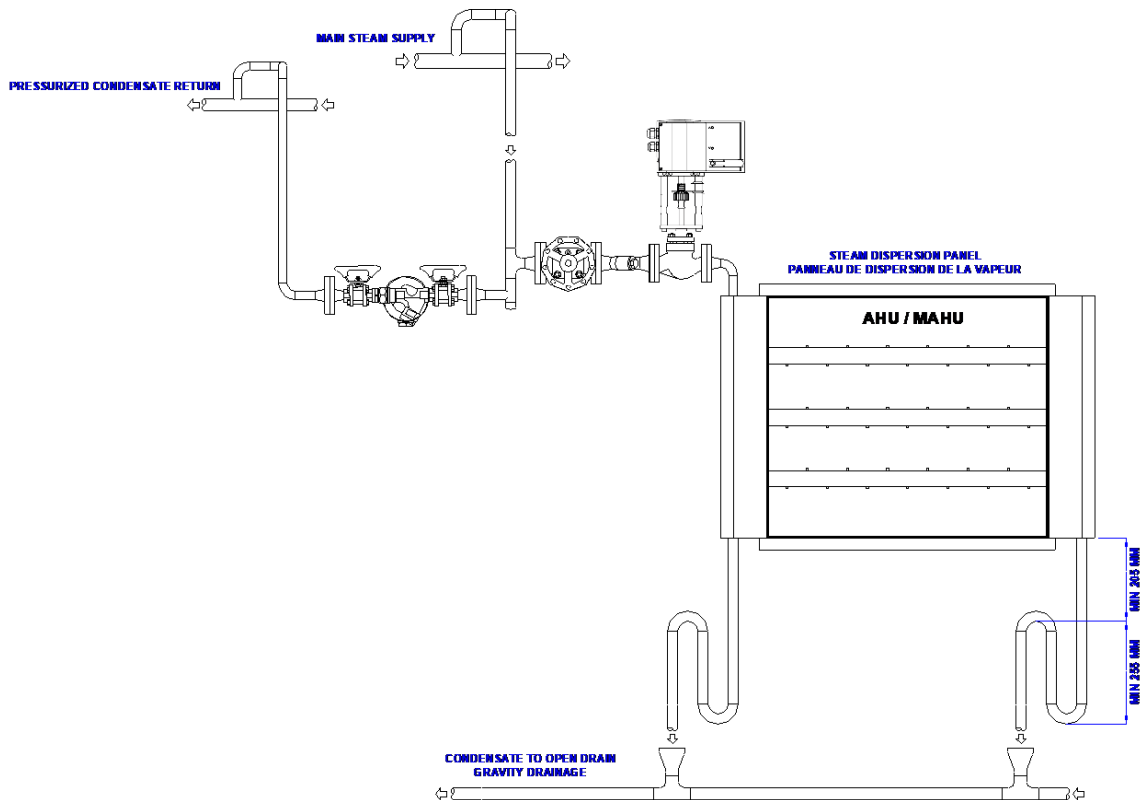 MAIN STEAM SUPPLY
PRESSURIZED CONDENSATE RETURN
STEAM DISPERSION PANEL
PANNEAU DE DISPERSION DE LA VAPEUR
AHU / MAHU
MIN 205 MM
MIN 255 MM
CONDENSATE TO OPEN DRAIN
GRAVITY DRAINAGE